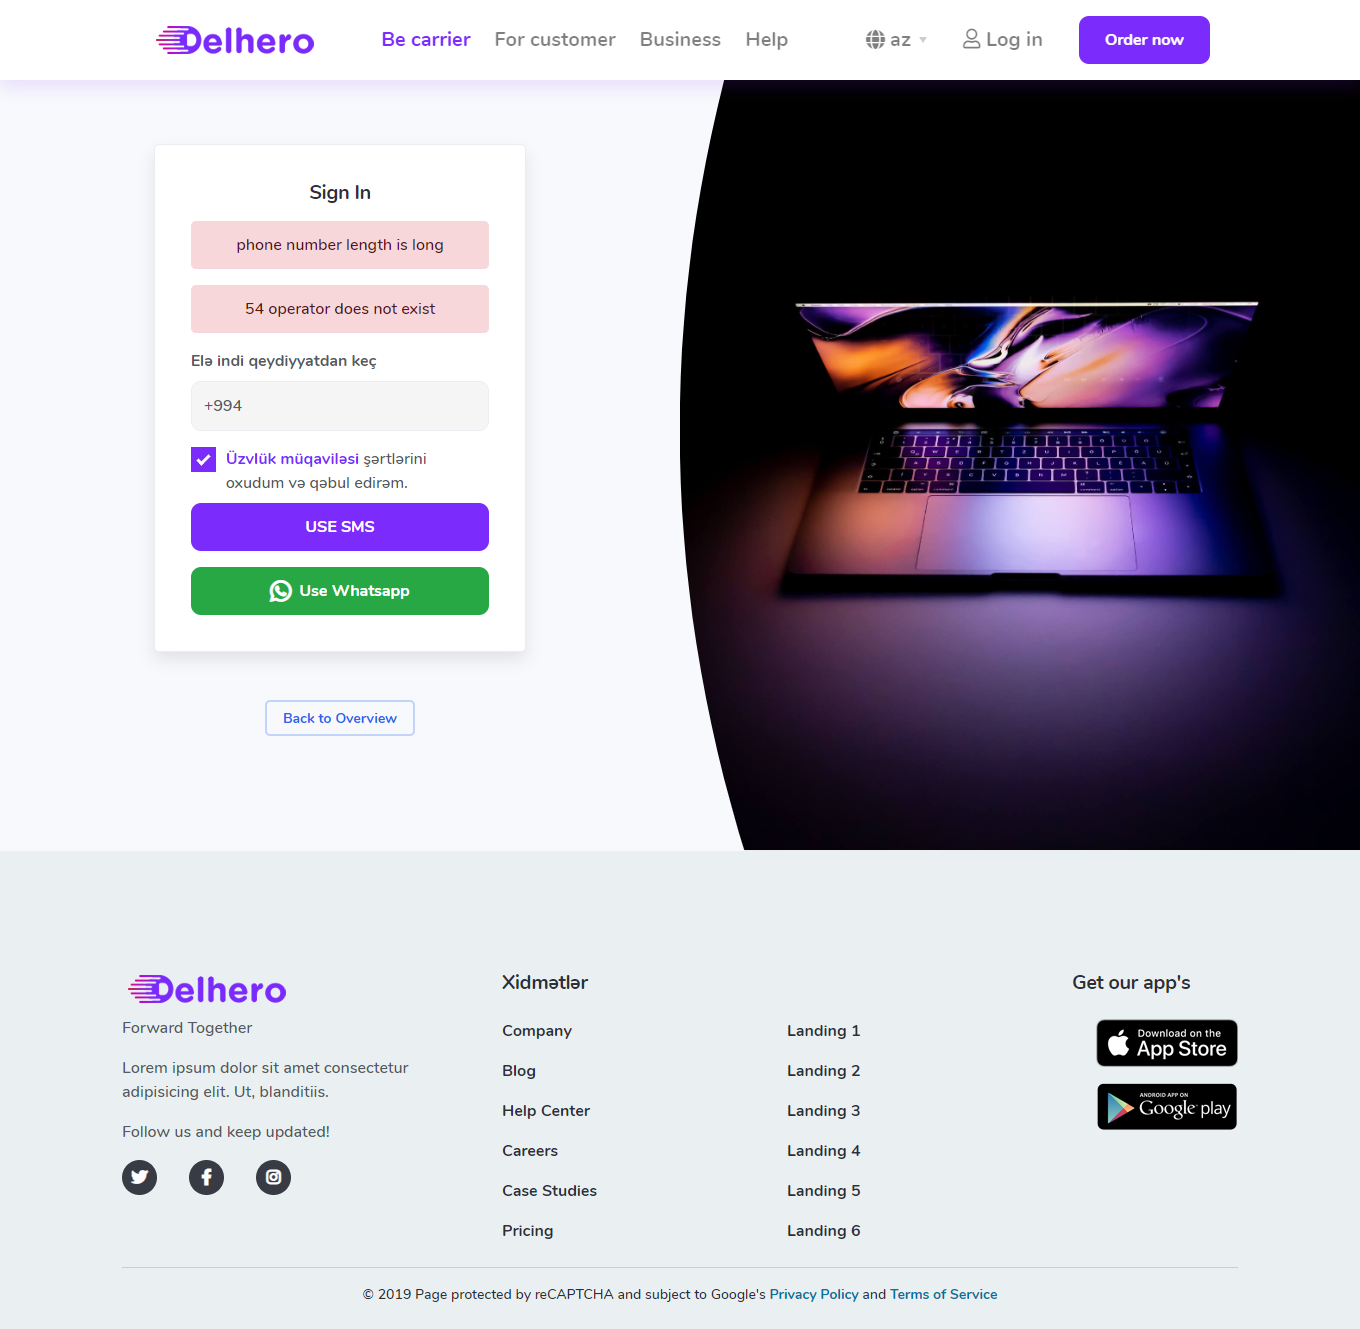 Delhero
Be carrier
For customer
Business
Help
az
Log in
Order now
Sign In
phone number length is long
54 operator does not exist
Elə indi qeydiyyatdan keç
+994
Üzvlük müqaviləsi şərtlərini
oxudum və qəbul edirəm.
USE SMS
Use Whatsapp
Back to Overview
Delhero
Forward Together
Lorem ipsum dolor sit amet consectetur
adipisicing elit. Ut, blanditiis.
Follow us and keep updated!
Xidmətlər
Company
Blog
Help Center
Careers
Case Studies
Pricing
Landing 1
Landing 2
Landing 3
Landing 4
Landing 5
Landing 6
Get our app's
Download on the
App Store
ANDROID APP ON
Google play
© 2019 Page protected by reCAPTCHA and subject to Google's Privacy Policy and Terms of Service